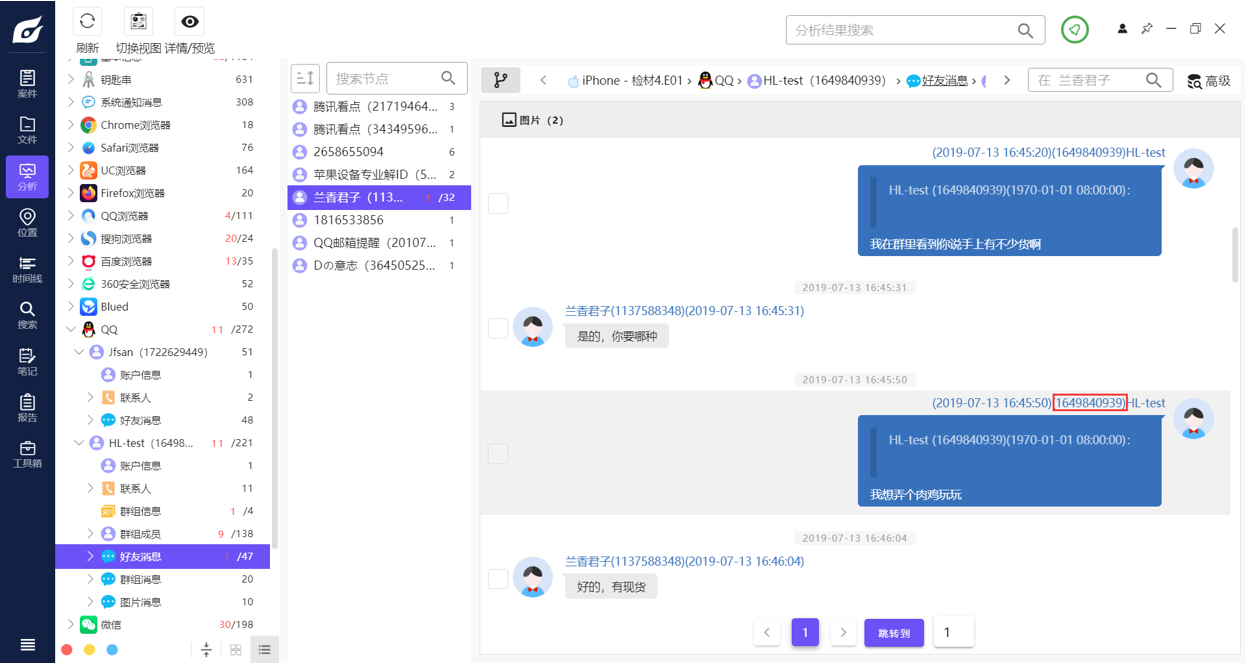 刷新
切换视图
详情/预览
分析结果搜索
案件
文件
分析
位置
时间线
搜索
笔记
报告
工具箱
钥匙串 631
系统通知消息 308
Chrome浏览器 18
Safari浏览器 76
UC浏览器 164
Firefox浏览器 20
QQ浏览器 4/111
搜狗浏览器 20/24
百度浏览器 13/35
360安全浏览器 52
Blued 50
QQ 11 /272
Jfsan（1722629449） 51
账户信息 1
联系人 2
好友消息 48
HL-test（16498... 11 /221
账户信息 1
联系人 11
群组信息 1 /4
群组成员 9 /138
好友消息 1 /47
群组消息 20
图片消息 10
微信 30/198
搜索节点
腾讯看点（21719464... 3
腾讯看点（34349596... 1
2658655094 6
苹果设备专业解ID（5... 2
兰香君子（113... 1 /32
1816533856 1
QQ邮箱提醒（20107... 1
Dの意志（36450525... 1
iPhone - 检材4.E01 › QQ › HL-test（1649840939） › 好友消息 ›
在 兰香君子
高级
图片（2）
(2019-07-13 16:45:20)(1649840939)HL-test
HL-test (1649840939)(1970-01-01 08:00:00)：
我在群里看到你说手上有不少货啊
2019-07-13 16:45:31
兰香君子(1137588348)(2019-07-13 16:45:31)
是的，你要哪种
2019-07-13 16:45:50
(2019-07-13 16:45:50)(1649840939)HL-test
HL-test (1649840939)(1970-01-01 08:00:00)：
我想弄个肉鸡玩玩
2019-07-13 16:46:04
兰香君子(1137588348)(2019-07-13 16:46:04)
好的，有现货
1
跳转到
1